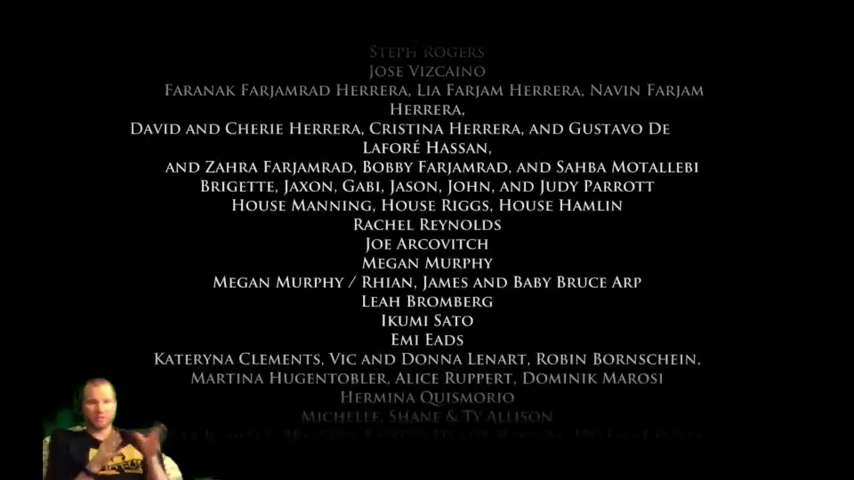 Steph Rogers
Jose Vizcaino
Faranak Farjamrad Herrera, Lia Farjam Herrera, Navin Farjam
Herrera,
David and Cherie Herrera, Cristina Herrera, and Gustavo De
Laforé Hassan,
and Zahra Farjamrad, Bobby Farjamrad, and Sahba Motallebi
Brigette, Jaxon, Gabi, Jason, John, and Judy Parrott
House Manning, House Riggs, House Hamlin
Rachel Reynolds
Joe Arcovitch
Megan Murphy
Megan Murphy / Rhian, James and Baby Bruce Arp
Leah Bromberg
Ikumi Sato
Emi Eads
Kateryna Clements, Vic and Donna Lenart, Robin Bornschein,
Martina Hugentobler, Alice Ruppert, Dominik Marosi
Hermina Quismorio
Michelle, Shane & Ty Allison